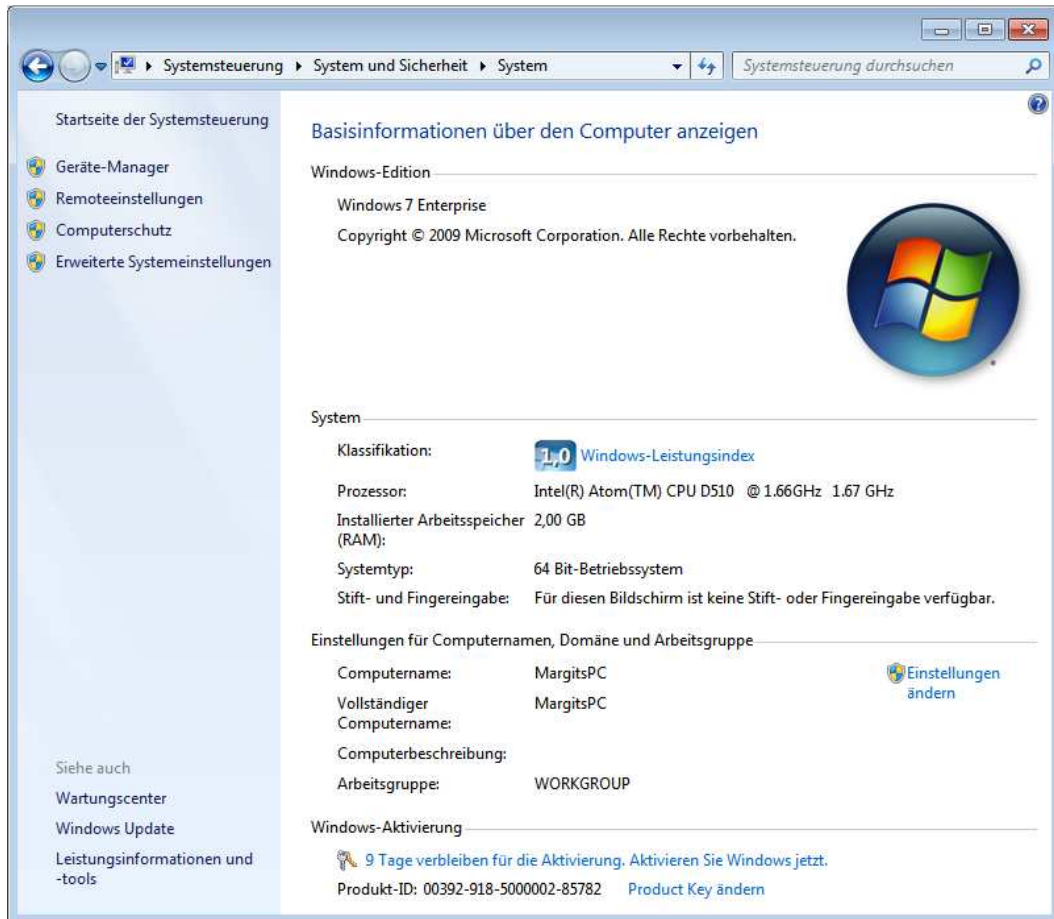 Systemsteuerung ▸ System und Sicherheit ▸ System
Systemsteuerung durchsuchen
Startseite der Systemsteuerung
Geräte-Manager
Remoteeinstellungen
Computerschutz
Erweiterte Systemeinstellungen
Basisinformationen über den Computer anzeigen
Windows-Edition
Windows 7 Enterprise
Copyright © 2009 Microsoft Corporation. Alle Rechte vorbehalten.
System
Klassifikation: 1,0 Windows-Leistungsindex
Prozessor: Intel(R) Atom(TM) CPU D510 @ 1.66GHz 1.67 GHz
Installierter Arbeitsspeicher 2,00 GB
(RAM):
Systemtyp: 64 Bit-Betriebssystem
Stift- und Fingereingabe: Für diesen Bildschirm ist keine Stift- oder Fingereingabe verfügbar.
Einstellungen für Computernamen, Domäne und Arbeitsgruppe
Computername: MargitsPC
Einstellungen
ändern
Vollständiger MargitsPC
Computername:
Computerbeschreibung:
Arbeitsgruppe: WORKGROUP
Windows-Aktivierung
9 Tage verbleiben für die Aktivierung. Aktivieren Sie Windows jetzt.
Produkt-ID: 00392-918-5000002-85782 Product Key ändern
Siehe auch
Wartungscenter
Windows Update
Leistungsinformationen und
-tools